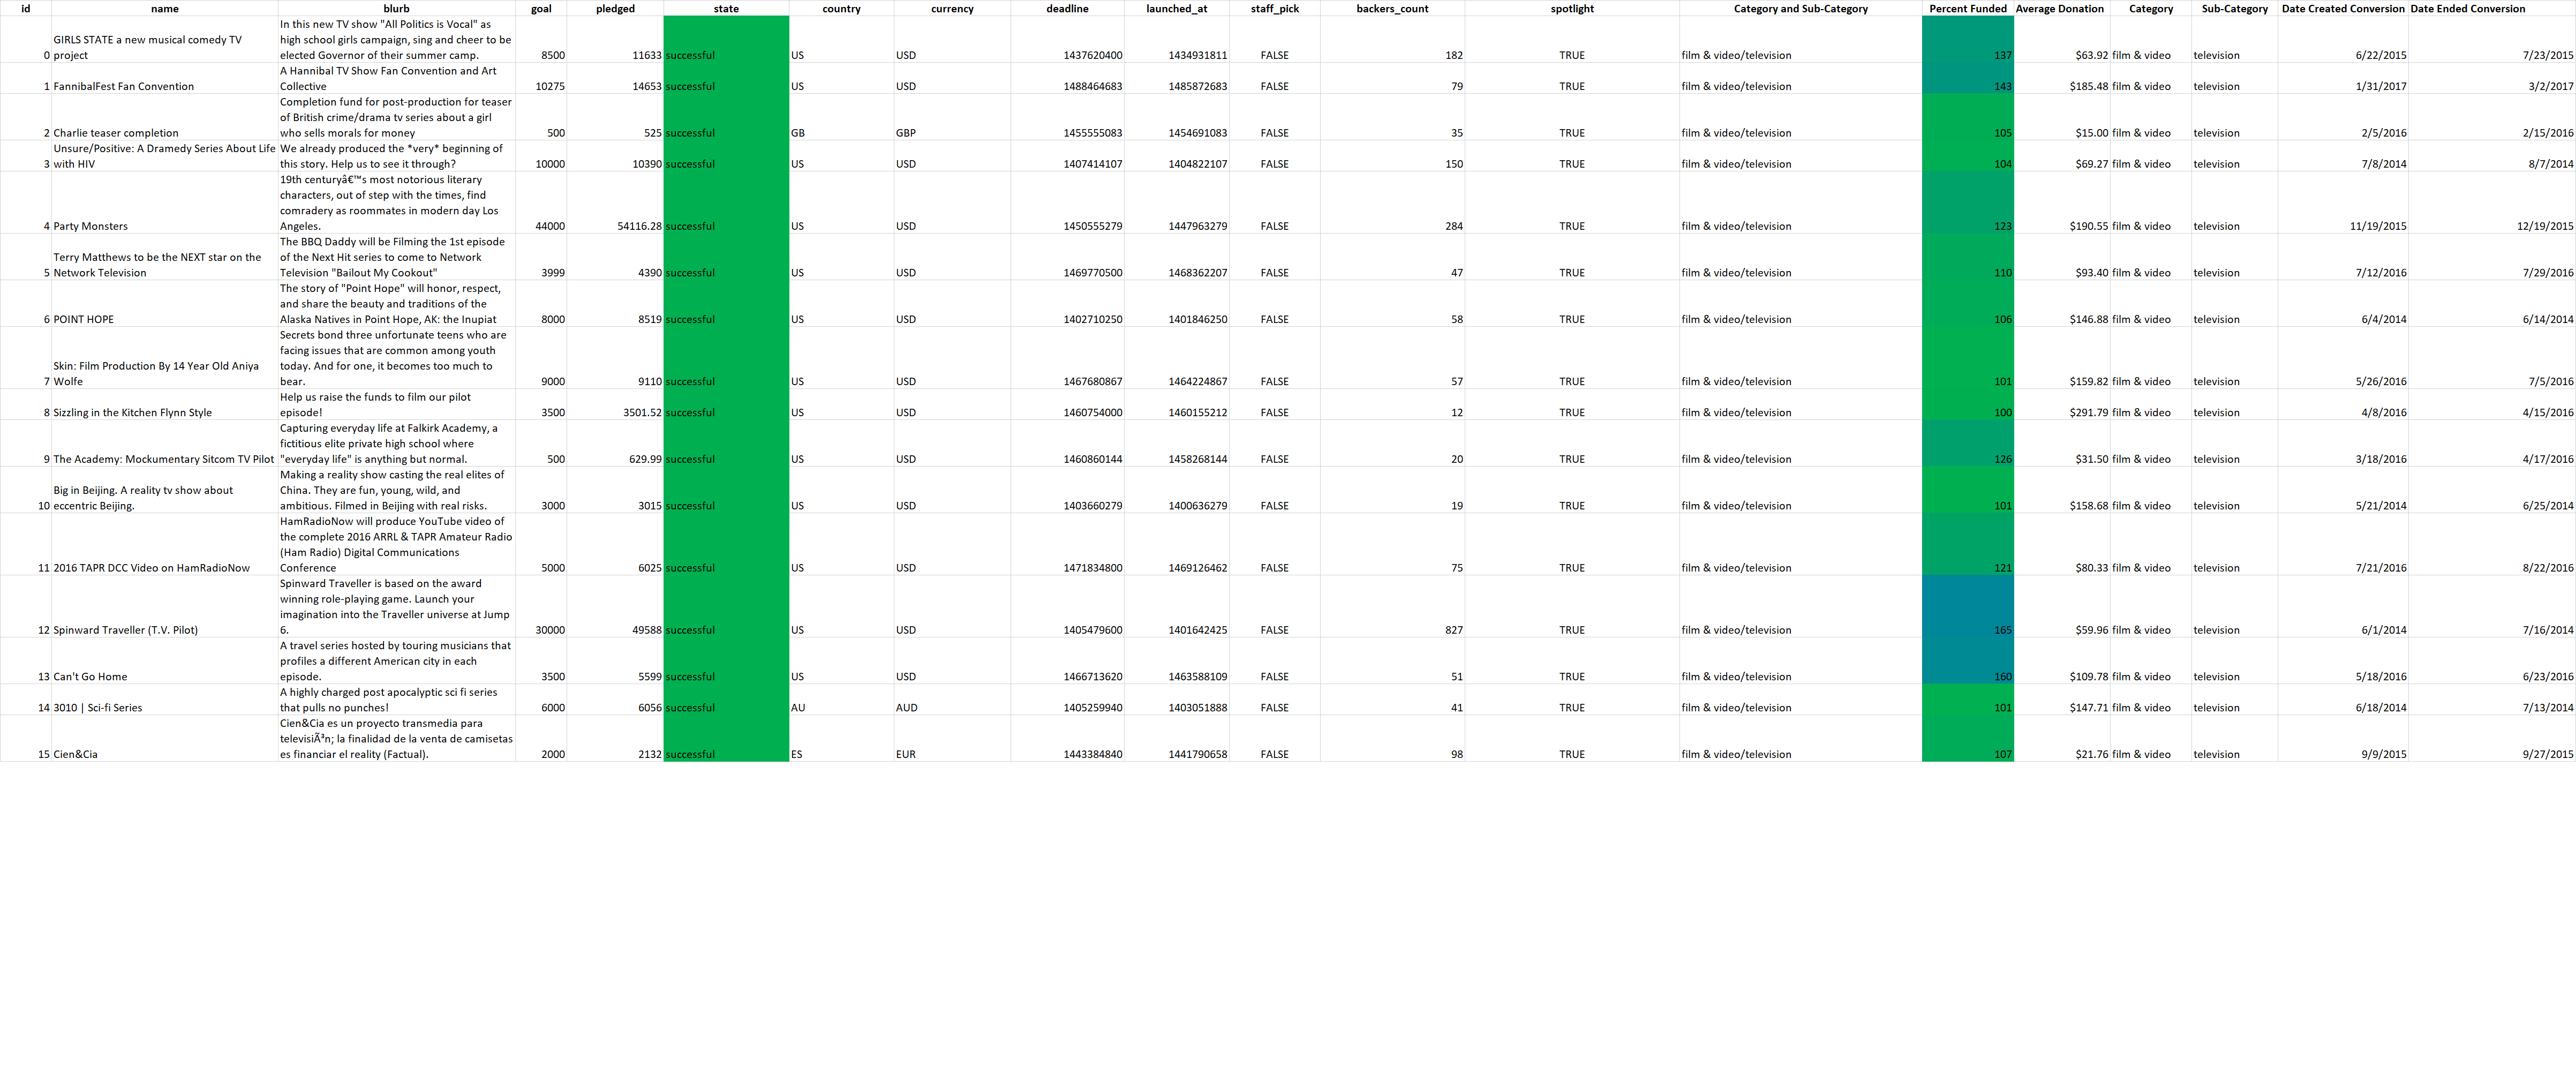 id name blurb goal pledged state country currency deadline launched_at staff_pick backers_count spotlight Category and Sub-Category Percent Funded Average Donation Category Sub-Category Date Created Conversion Date Ended Conversion
In this new TV show "All Politics is Vocal" as
GIRLS STATE a new musical comedy TV high school girls campaign, sing and cheer to be
0 project elected Governor of their summer camp. 8500 11633 successful US USD 1437620400 1434931811 FALSE 182 TRUE film & video/television 137 $63.92 film & video television 6/22/2015 7/23/2015
A Hannibal TV Show Fan Convention and Art
1 FannibalFest Fan Convention Collective 10275 14653 successful US USD 1488464683 1485872683 FALSE 79 TRUE film & video/television 143 $185.48 film & video television 1/31/2017 3/2/2017
Completion fund for post-production for teaser
of British crime/drama tv series about a girl
2 Charlie teaser completion who sells morals for money 500 525 successful GB GBP 1455555083 1454691083 FALSE 35 TRUE film & video/television 105 $15.00 film & video television 2/5/2016 2/15/2016
Unsure/Positive: A Dramedy Series About Life We already produced the *very* beginning of
3 with HIV this story. Help us to see it through? 10000 10390 successful US USD 1407414107 1404822107 FALSE 150 TRUE film & video/television 104 $69.27 film & video television 7/8/2014 8/7/2014
19th centuryâ€™s most notorious literary
characters, out of step with the times, find
comradery as roommates in modern day Los
4 Party Monsters Angeles. 44000 54116.28 successful US USD 1450555279 1447963279 FALSE 284 TRUE film & video/television 123 $190.55 film & video television 11/19/2015 12/19/2015
The BBQ Daddy will be Filming the 1st episode
Terry Matthews to be the NEXT star on the of the Next Hit series to come to Network
5 Network Television Television "Bailout My Cookout" 3999 4390 successful US USD 1469770500 1468362207 FALSE 47 TRUE film & video/television 110 $93.40 film & video television 7/12/2016 7/29/2016
The story of "Point Hope" will honor, respect,
and share the beauty and traditions of the
6 POINT HOPE Alaska Natives in Point Hope, AK: the Inupiat 8000 8519 successful US USD 1402710250 1401846250 FALSE 58 TRUE film & video/television 106 $146.88 film & video television 6/4/2014 6/14/2014
Secrets bond three unfortunate teens who are
facing issues that are common among youth
Skin: Film Production By 14 Year Old Aniya today. And for one, it becomes too much to
7 Wolfe bear. 9000 9110 successful US USD 1467680867 1464224867 FALSE 57 TRUE film & video/television 101 $159.82 film & video television 5/26/2016 7/5/2016
Help us raise the funds to film our pilot
8 Sizzling in the Kitchen Flynn Style episode! 3500 3501.52 successful US USD 1460754000 1460155212 FALSE 12 TRUE film & video/television 100 $291.79 film & video television 4/8/2016 4/15/2016
Capturing everyday life at Falkirk Academy, a
fictitious elite private high school where
9 The Academy: Mockumentary Sitcom TV Pilot "everyday life" is anything but normal. 500 629.99 successful US USD 1460860144 1458268144 FALSE 20 TRUE film & video/television 126 $31.50 film & video television 3/18/2016 4/17/2016
Making a reality show casting the real elites of
Big in Beijing. A reality tv show about China. They are fun, young, wild, and
10 eccentric Beijing. ambitious. Filmed in Beijing with real risks. 3000 3015 successful US USD 1403660279 1400636279 FALSE 19 TRUE film & video/television 101 $158.68 film & video television 5/21/2014 6/25/2014
HamRadioNow will produce YouTube video of
the complete 2016 ARRL & TAPR Amateur Radio
(Ham Radio) Digital Communications
11 2016 TAPR DCC Video on HamRadioNow Conference 5000 6025 successful US USD 1471834800 1469126462 FALSE 75 TRUE film & video/television 121 $80.33 film & video television 7/21/2016 8/22/2016
Spinward Traveller is based on the award
winning role-playing game. Launch your
imagination into the Traveller universe at Jump
12 Spinward Traveller (T.V. Pilot) 6. 30000 49588 successful US USD 1405479600 1401642425 FALSE 827 TRUE film & video/television 165 $59.96 film & video television 6/1/2014 7/16/2014
A travel series hosted by touring musicians that
profiles a different American city in each
13 Can't Go Home episode. 3500 5599 successful US USD 1466713620 1463588109 FALSE 51 TRUE film & video/television 160 $109.78 film & video television 5/18/2016 6/23/2016
A highly charged post apocalyptic sci fi series
14 3010 | Sci-fi Series that pulls no punches! 6000 6056 successful AU AUD 1405259940 1403051888 FALSE 41 TRUE film & video/television 101 $147.71 film & video television 6/18/2014 7/13/2014
Cien&Cia es un proyecto transmedia para
televisiÃ³n; la finalidad de la venta de camisetas
15 Cien&Cia es financiar el reality (Factual). 2000 2132 successful ES EUR 1443384840 1441790658 FALSE 98 TRUE film & video/television 107 $21.76 film & video television 9/9/2015 9/27/2015